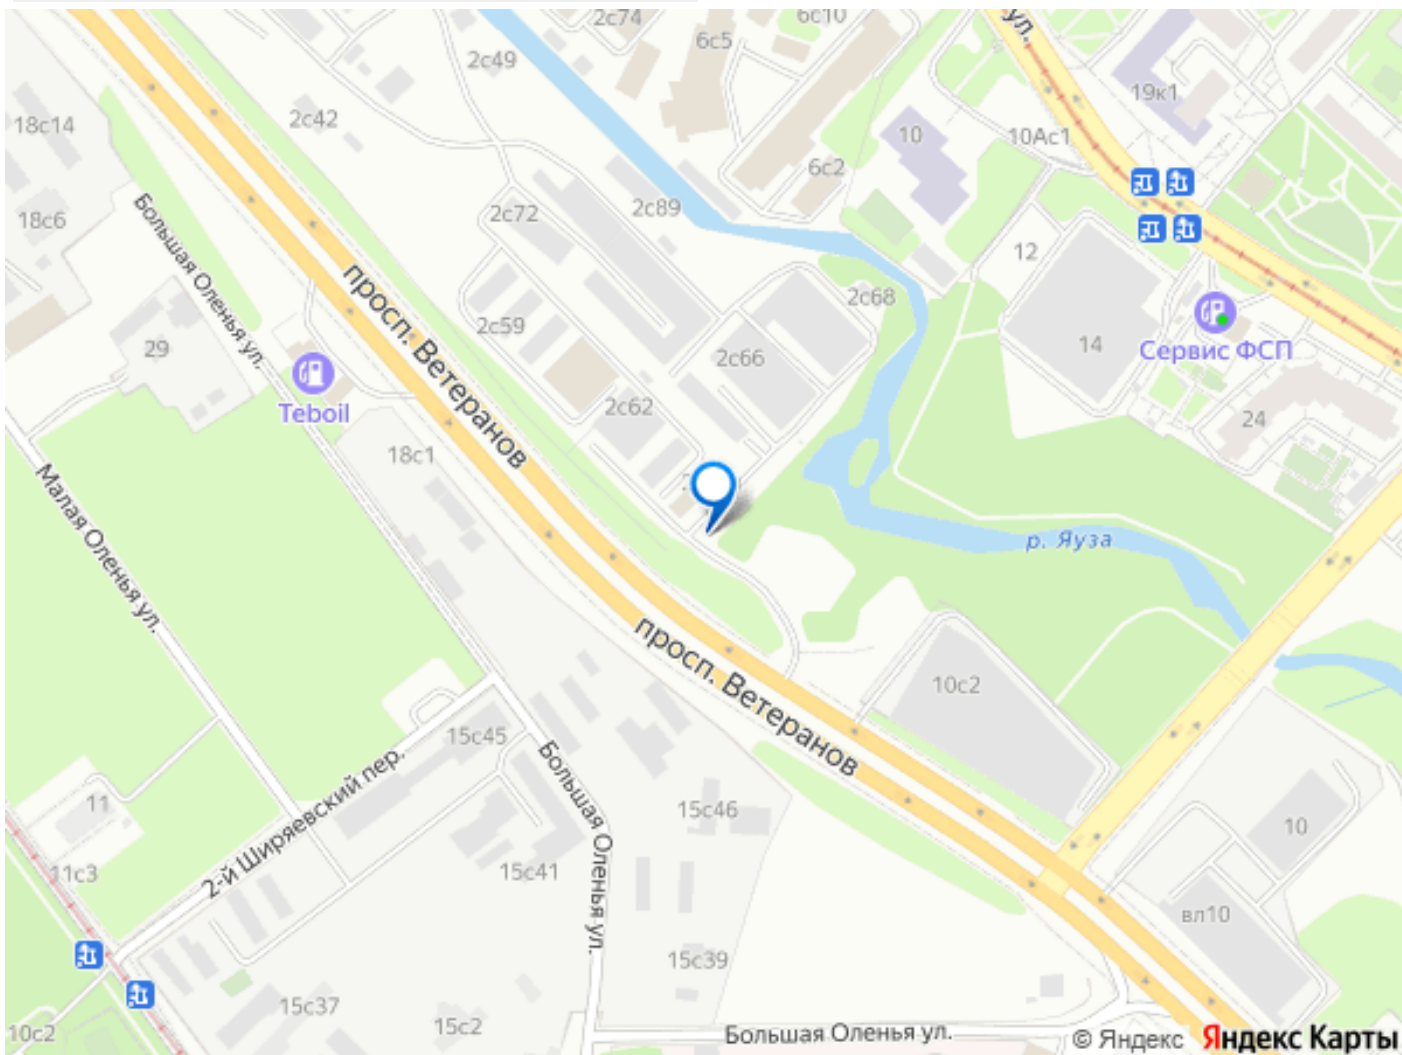 2с74
6с10
ул.
6с5
2с49
19к1
2с42
18с14
10
10Ас1
6с2
2с89
2с72
18с6
Большая Оленья ул.
12
просп. Ветеранов
2с68
2с59
14
29
2с66
Сервис ФСП
Teboil
2с62
24
18с1
2
Малая Оленья ул.
р. Яуза
просп. Ветеранов
10с2
15с45
Большая Оленья ул.
2-й Ширяевский пер.
11
15с46
10
11с3
15с41
вл10
15с39
15с37
15с2
10с2
Большая Оленья ул.
© Яндекс Яндекс Карты